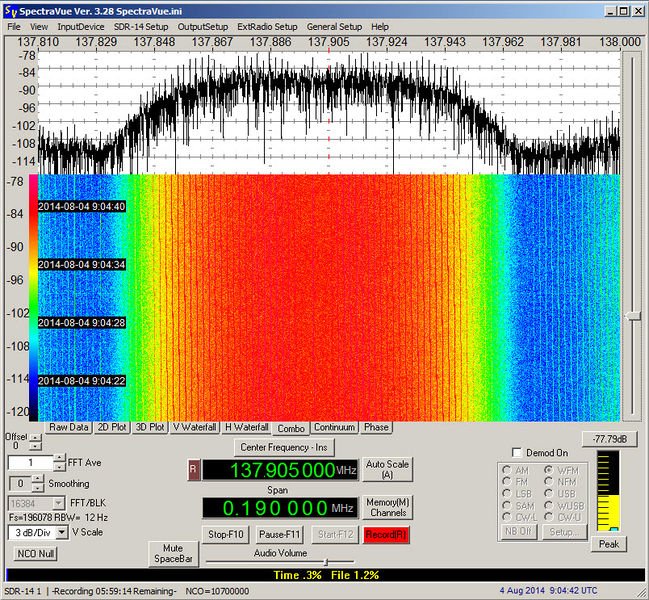 SpectraVue Ver. 3.28 SpectraVue.ini
File View InputDevice SDR-14 Setup OutputSetup ExtRadio Setup General Setup Help
137.810 137.829 137.848 137.867 137.886 137.905 137.924 137.943 137.962 137.981 138.000
-78
-84
-90
-96
-102
-108
-114
-78
-84
-90
-96
-102
-108
-114
-120
2014-08-04 9:04:40
2014-08-04 9:04:34
2014-08-04 9:04:28
2014-08-04 9:04:22
Raw Data 2D Plot 3D Plot V Waterfall H Waterfall Combo Continuum Phase
Offset
0
1 FFT Ave
0 Smoothing
16384 FFT/BLK
Fs=196078 RBW= 12 Hz
3 dB/Div V Scale
NCO Null
Center Frequency - Ins
R 137.905000 MHz
Auto Scale
(A)
Span
0.190 000 MHz
Memory(M)
Channels
Stop-F10 Pause-F11 Start-F12 Record(R)
Mute
SpaceBar
Audio Volume
-77.79dB
Demod On
AM WFM
FM NFM
LSB USB
SAM WUSB
CW-L CW-U
NB Off Setup...
Peak
Time .3% File 1.2%
SDR-14 1 -Recording 05:59:14 Remaining- NCO=10700000 4 Aug 2014 9:04:42 UTC